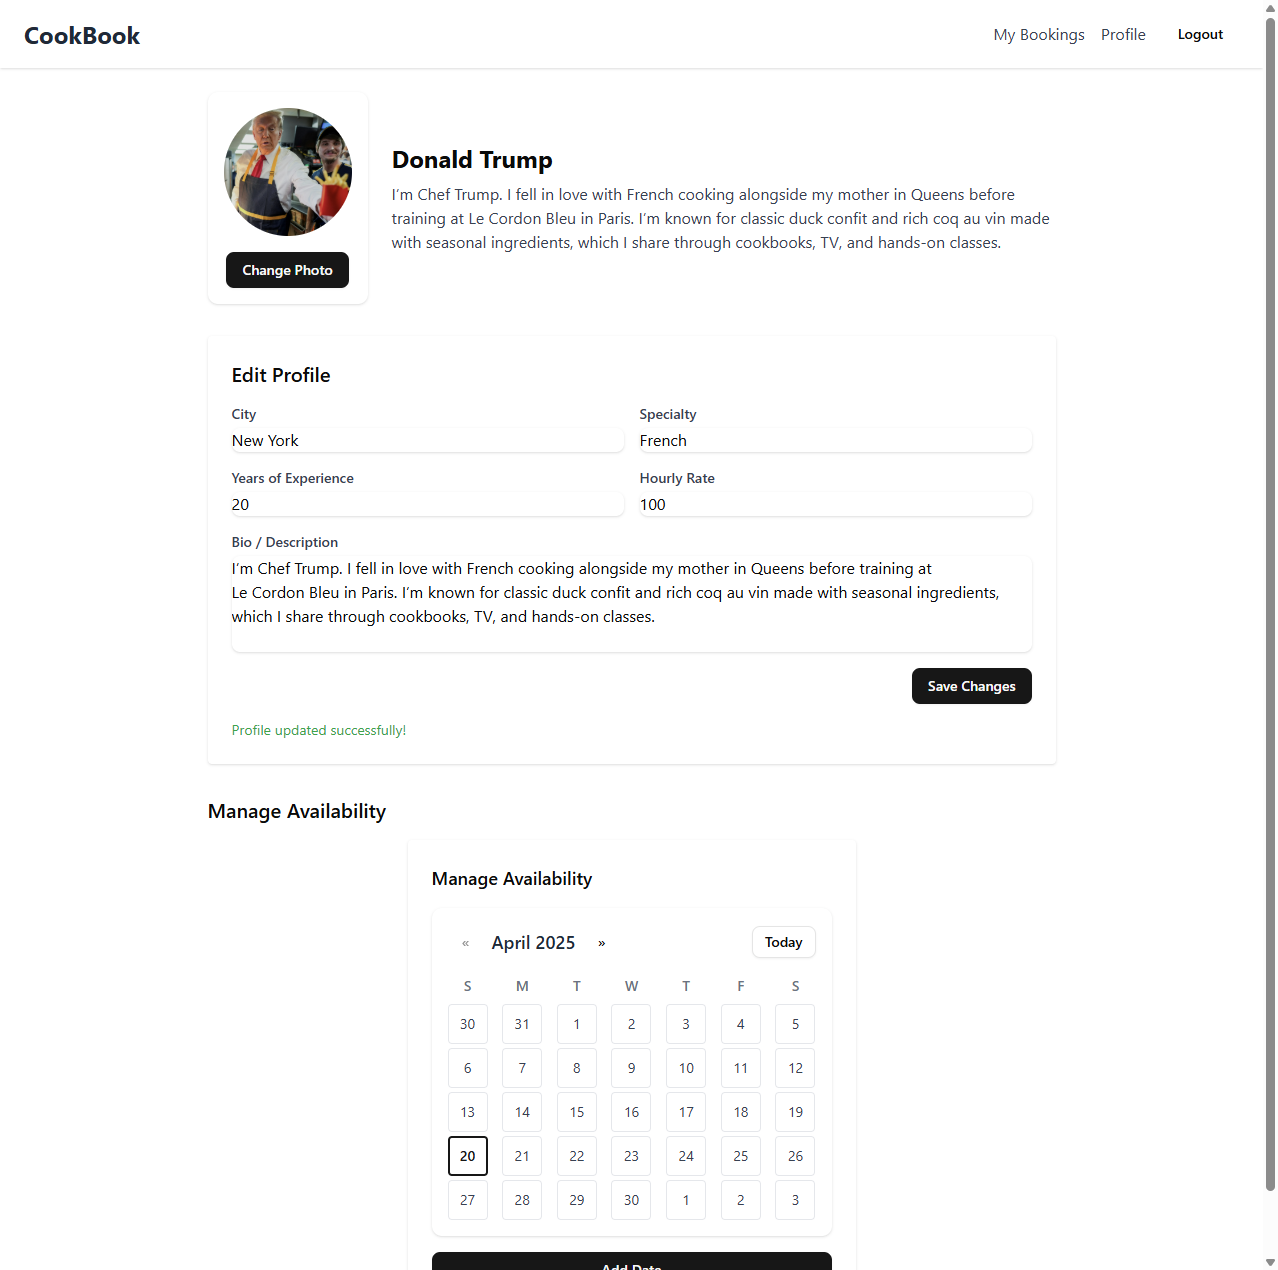 CookBook
My Bookings Profile Logout
Donald Trump
I'm Chef Trump. I fell in love with French cooking alongside my mother in Queens before
training at Le Cordon Bleu in Paris. I'm known for classic duck confit and rich coq au vin made
with seasonal ingredients, which I share through cookbooks, TV, and hands-on classes.
Change Photo
Edit Profile
City Specialty
New York French
Years of Experience Hourly Rate
20 100
Bio / Description
I'm Chef Trump. I fell in love with French cooking alongside my mother in Queens before training at
Le Cordon Bleu in Paris. I'm known for classic duck confit and rich coq au vin made with seasonal ingredients,
which I share through cookbooks, TV, and hands-on classes.
Save Changes
Profile updated successfully!
Manage Availability
Manage Availability
« April 2025 » Today
S M T W T F S
30 31 1 2 3 4 5
6 7 8 9 10 11 12
13 14 15 16 17 18 19
20 21 22 23 24 25 26
27 28 29 30 1 2 3
Add Date